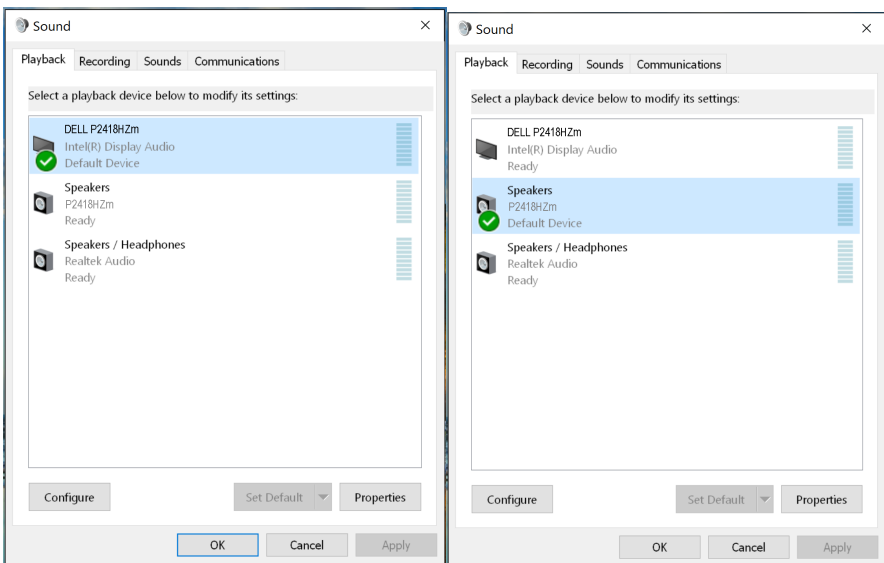 Sound
Playback Recording Sounds Communications
Select a playback device below to modify its settings:
DELL P2418HZm
Intel(R) Display Audio
Default Device
Speakers
P2418HZm
Ready
Speakers / Headphones
Realtek Audio
Ready
Configure Set Default Properties
OK Cancel Apply
Sound
Playback Recording Sounds Communications
Select a playback device below to modify its settings:
DELL P2418HZm
Intel(R) Display Audio
Ready
Speakers
P2418HZm
Default Device
Speakers / Headphones
Realtek Audio
Ready
Configure Set Default Properties
OK Cancel Apply